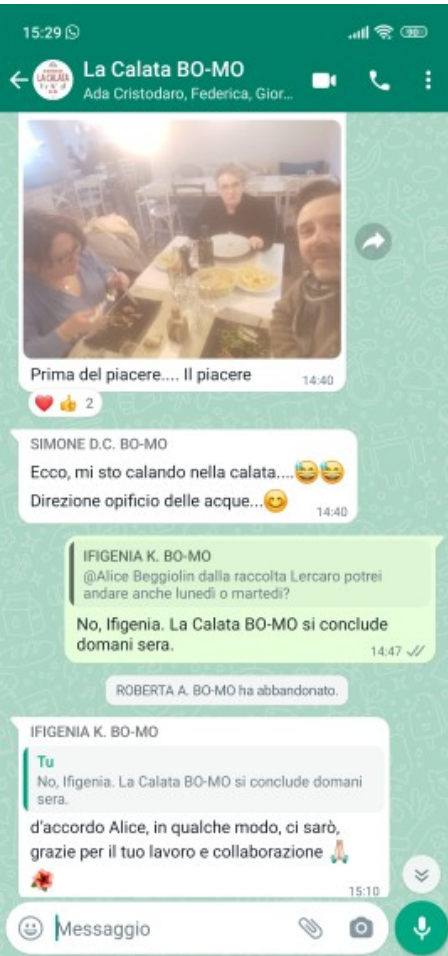 15:29
90
La Calata BO-MO
Ada Cristodaro, Federica, Gior...
LA CALATA
Prima del piacere.... Il piacere
14:40
2
SIMONE D.C. BO-MO
Ecco, mi sto calando nella calata....😅😅
Direzione opificio delle acque...😊
14:40
IFIGENIA K. BO-MO
@Alice Beggiolin dalla raccolta Lercaro potrei
andare anche lunedì o martedì?
No, Ifigenia. La Calata BO-MO si conclude
domani sera.
14:47
ROBERTA A. BO-MO ha abbandonato.
IFIGENIA K. BO-MO
Tu
No, Ifigenia. La Calata BO-MO si conclude domani
sera.
d'accordo Alice, in qualche modo, ci sarò,
grazie per il tuo lavoro e collaborazione 🙏🏻
🌺
15:10
Messaggio